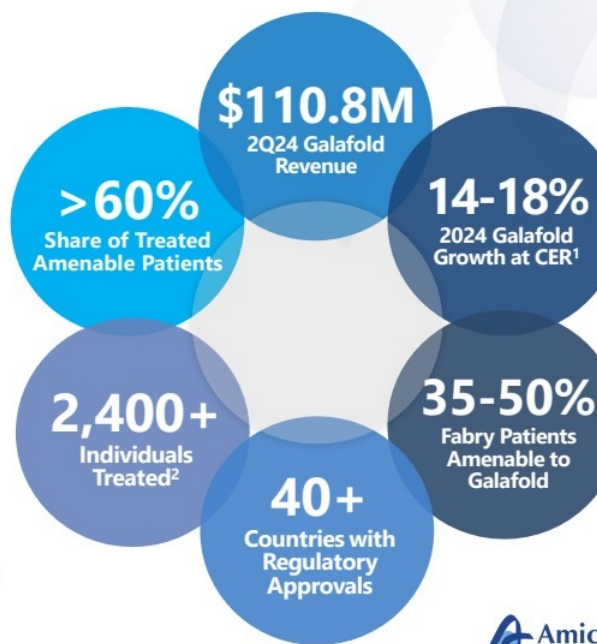 $110.8M
2Q24 Galafold
Revenue
14-18%
2024 Galafold
Growth at CER¹
35-50%
Fabry Patients
Amenable to
Galafold
40+
Countries with
Regulatory
Approvals
2,400+
Individuals
Treated²
>60%
Share of Treated
Amenable Patients